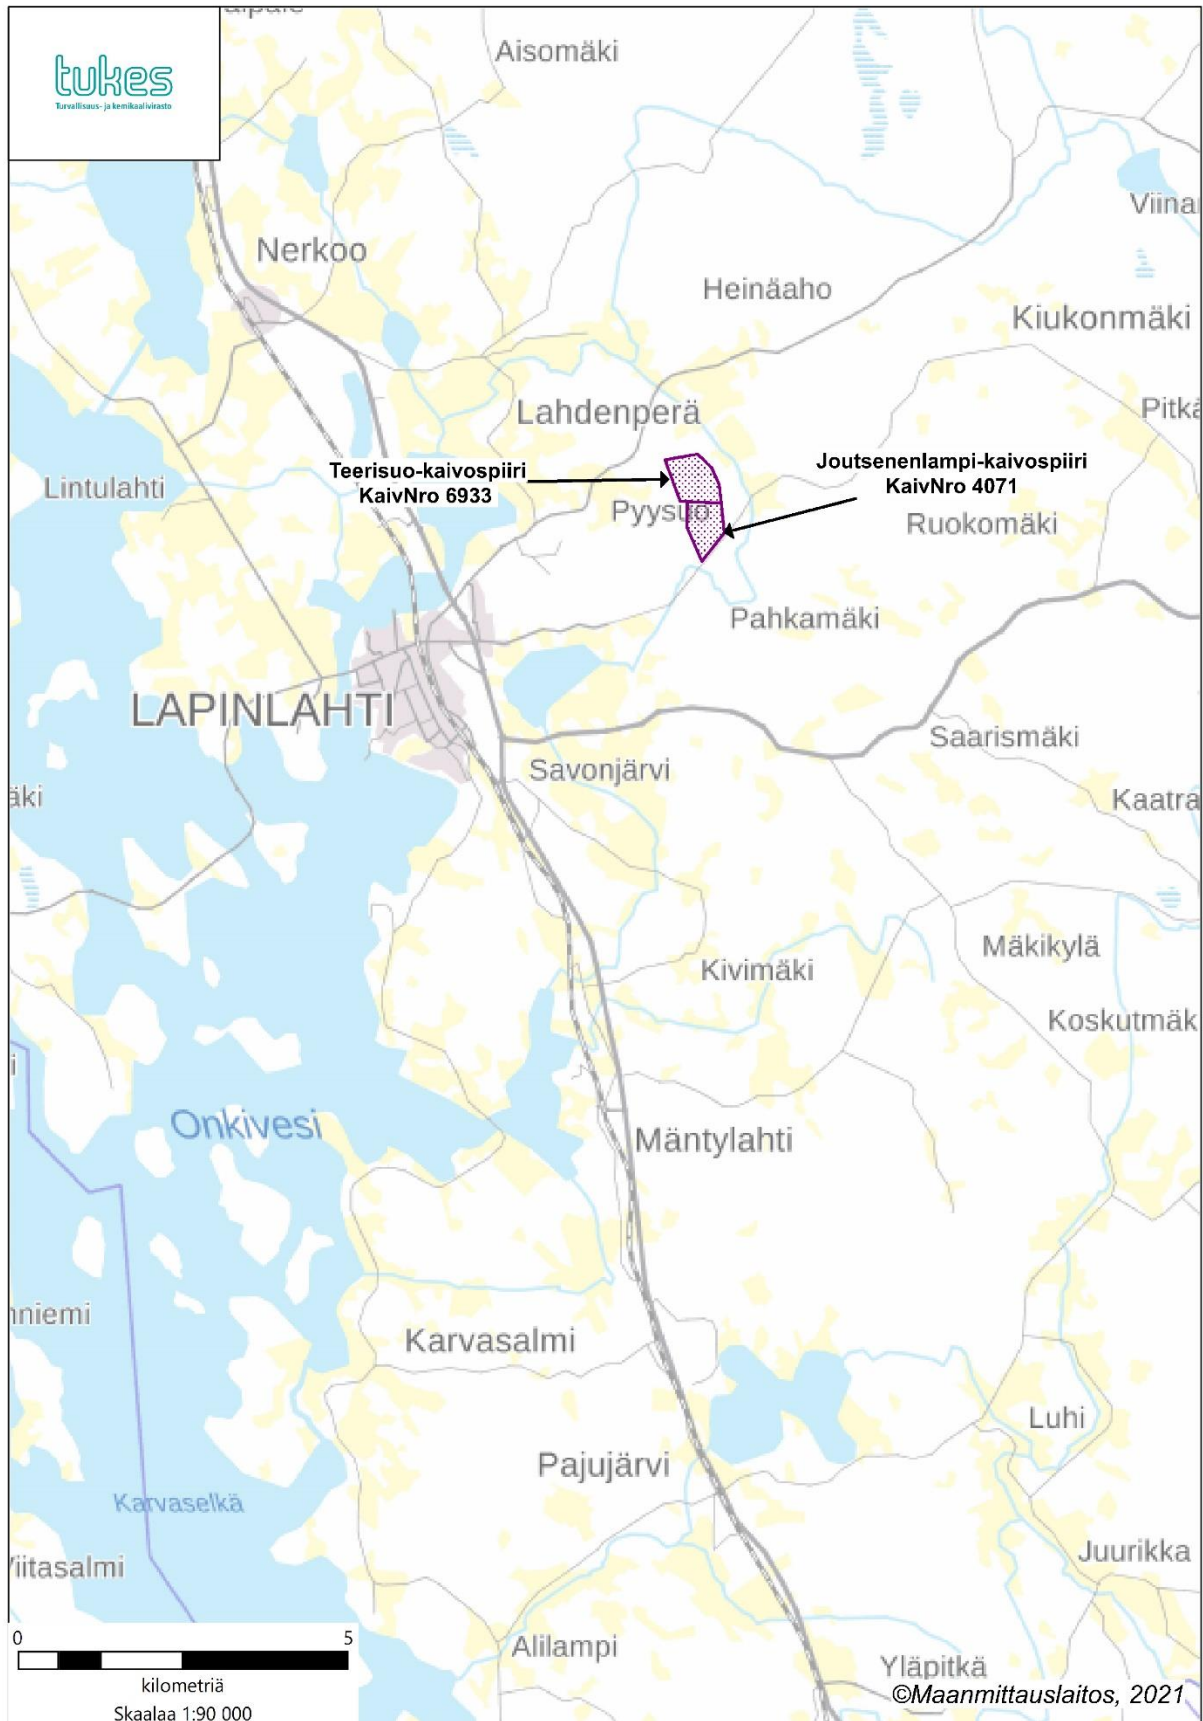 tukes
Turvallisuus- ja kemikaalivirasto
Aisomäki
Viina
Nerkoo
Heinäaho
Kiukonmäki
Lahdenperä
Pitkä
Teerisuo-kaivospiiri
KaivNro 6933
Joutsenenlampi-kaivospiiri
KaivNro 4071
Lintulahti
Pyysuo
Ruokomäki
Pahkamäki
LAPINLAHTI
Saarismäki
Savonjärvi
äki
Kaatra
Mäkikylä
Kivimäki
Koskutmäk
i
Onkivesi
Mäntylahti
nniemi
Karvasalmi
Luhi
Pajujärvi
Karvaselkä
Juurikka
Viitasalmi
Alilampi
Yläpitkä
©Maanmittauslaitos, 2021
0 5
kilometriä
Skaalaa 1:90 000